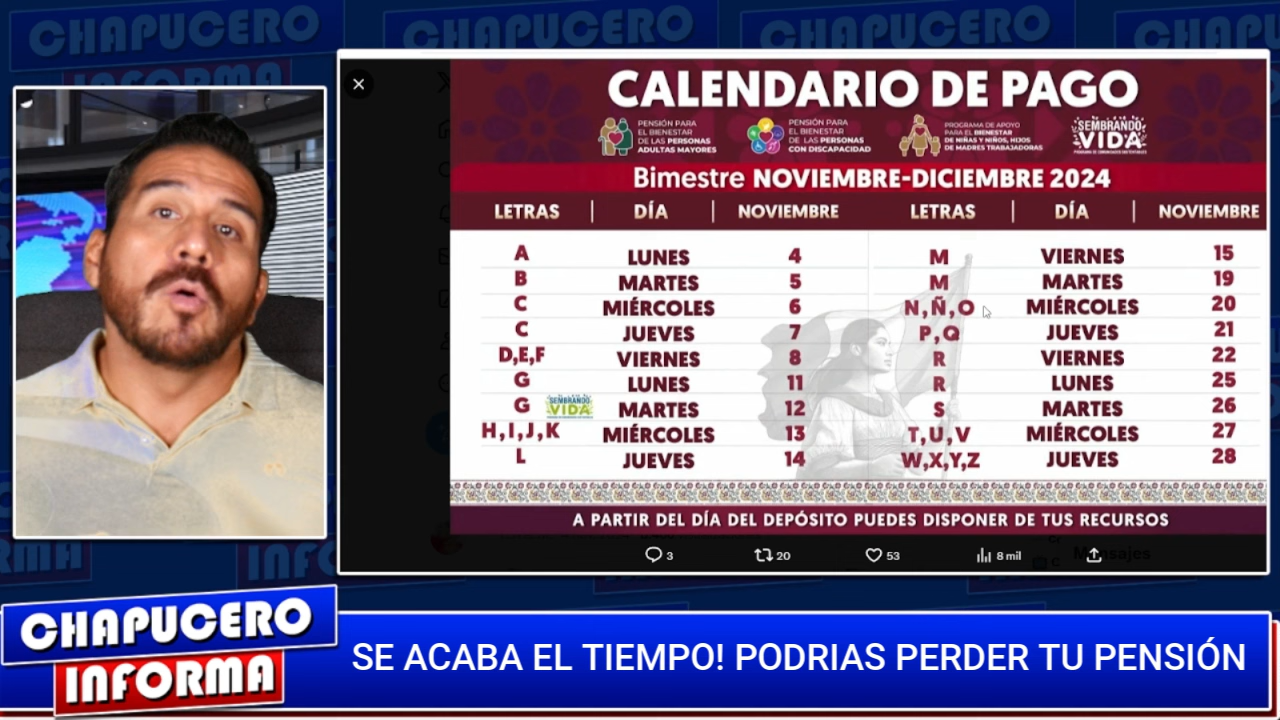 CHAPUCERO
CHAPUCERO
CHAPUCERO
CHAPUCERO
INFORMA
CALENDARIO DE PAGO
PENSIÓN PARA
EL BIENESTAR
DE LAS PERSONAS
ADULTAS MAYORES
PENSIÓN PARA
EL BIENESTAR
DE LAS PERSONAS
CON DISCAPACIDAD
PROGRAMA DE APOYO
PARA EL BIENESTAR
DE NIÑAS Y NIÑOS, HIJOS
DE MADRES TRABAJADORAS
SEMBRANDO
VIDA
Bimestre NOVIEMBRE-DICIEMBRE 2024
LETRAS | DÍA | NOVIEMBRE LETRAS | DÍA | NOVIEMBRE
A LUNES 4 M VIERNES 15
B MARTES 5 M MARTES 19
C MIÉRCOLES 6 N,Ñ,O MIÉRCOLES 20
C JUEVES 7 P,Q JUEVES 21
D,E,F VIERNES 8 R VIERNES 22
G LUNES 11 R LUNES 25
G SEMBRANDO VIDA MARTES 12 S MARTES 26
H,I,J,K MIÉRCOLES 13 T,U,V MIÉRCOLES 27
L JUEVES 14 W,X,Y,Z JUEVES 28
A PARTIR DEL DÍA DEL DEPÓSITO PUEDES DISPONER DE TUS RECURSOS
3 20 53 8 mil
Mensajes
CHAPUCERO
INFORMA
SE ACABA EL TIEMPO! PODRIAS PERDER TU PENSIÓN